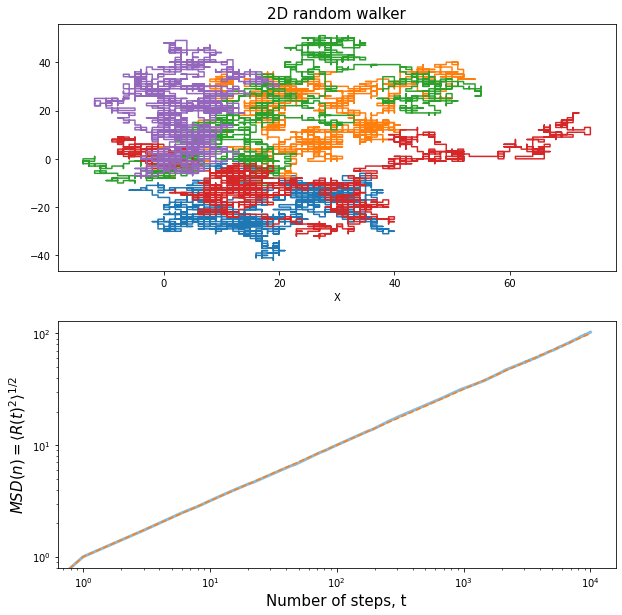 2D random walker
40
20
0
−20
−40
0 20 40 60
X
MSD(n) = ⟨R(t)²⟩^{1/2}
10²
10¹
10⁰
10⁰ 10¹ 10² 10³ 10⁴
Number of steps, t